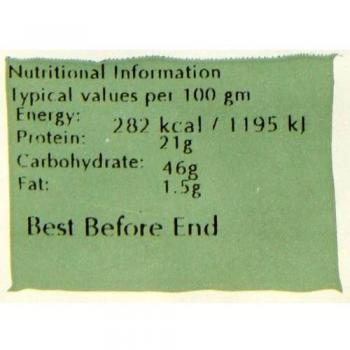 Nutritional Information
Typical values per 100 gm
Energy: 282 kcal / 1195 kJ
Protein: 21g
Carbohydrate: 46g
Fat: 1.5g
Best Before End